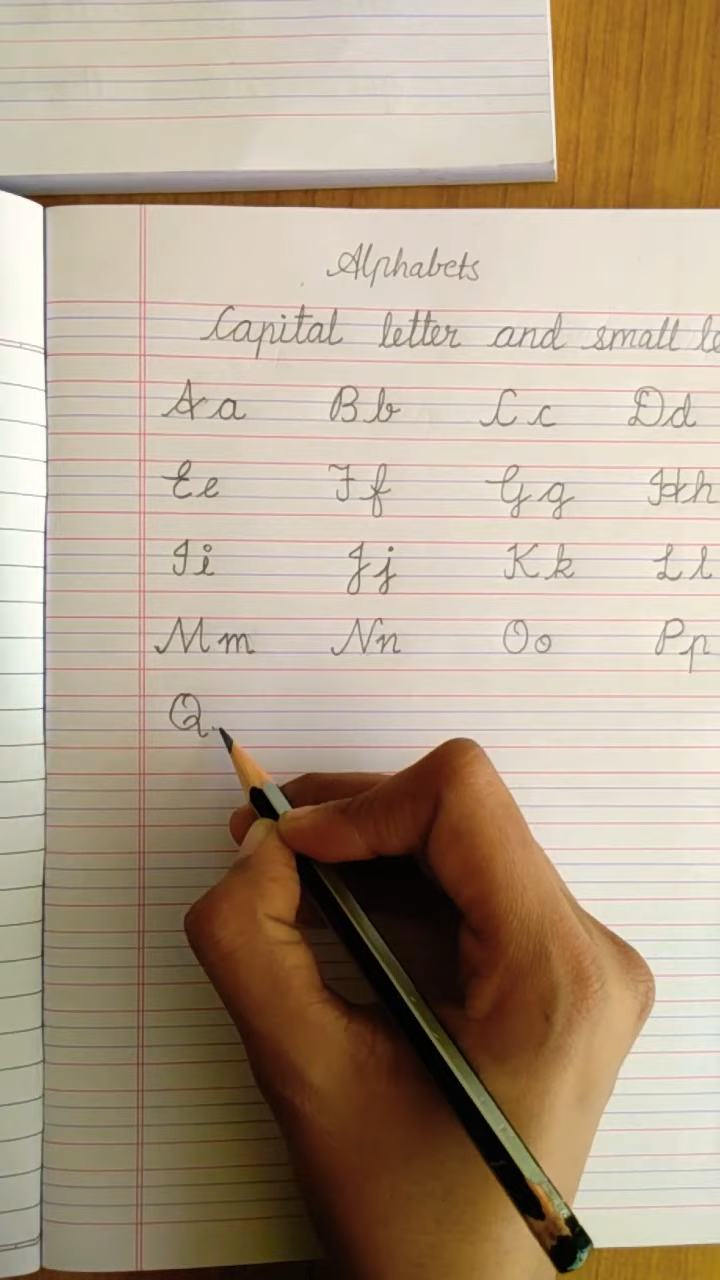 Alphabets
Capital letter and small le
Aa Bb Cc Dd
Ee Ff Gg Hh
Ii Jj Kk Ll
Mm Nn Oo Pp
Q